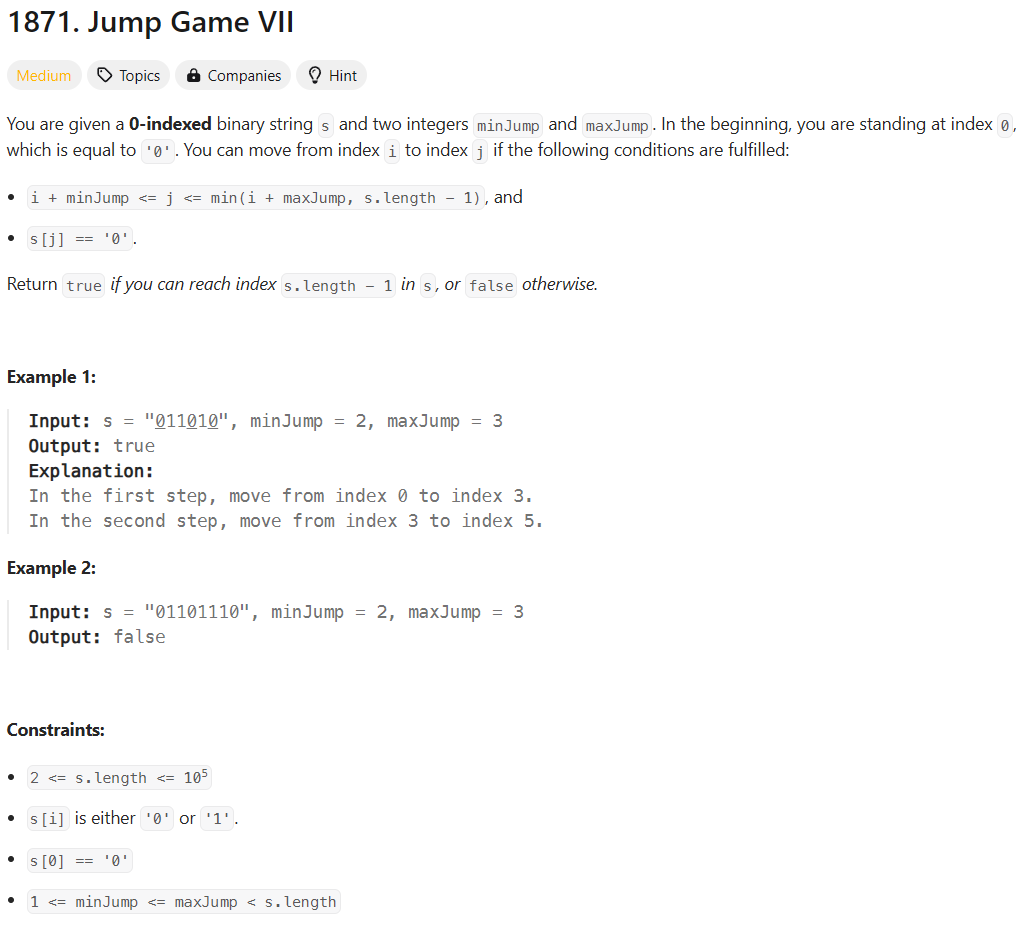 1871. Jump Game VII
Medium Topics Companies Hint
You are given a 0-indexed binary string s and two integers minJump and maxJump. In the beginning, you are standing at index 0,
which is equal to '0'. You can move from index i to index j if the following conditions are fulfilled:
• i + minJump <= j <= min(i + maxJump, s.length - 1), and
• s[j] == '0'.
Return true if you can reach index s.length - 1 in s, or false otherwise.
Example 1:
Input: s = "011010", minJump = 2, maxJump = 3
Output: true
Explanation:
In the first step, move from index 0 to index 3.
In the second step, move from index 3 to index 5.
Example 2:
Input: s = "01101110", minJump = 2, maxJump = 3
Output: false
Constraints:
• 2 <= s.length <= 10⁵
• s[i] is either '0' or '1'.
• s[0] == '0'
• 1 <= minJump <= maxJump < s.length